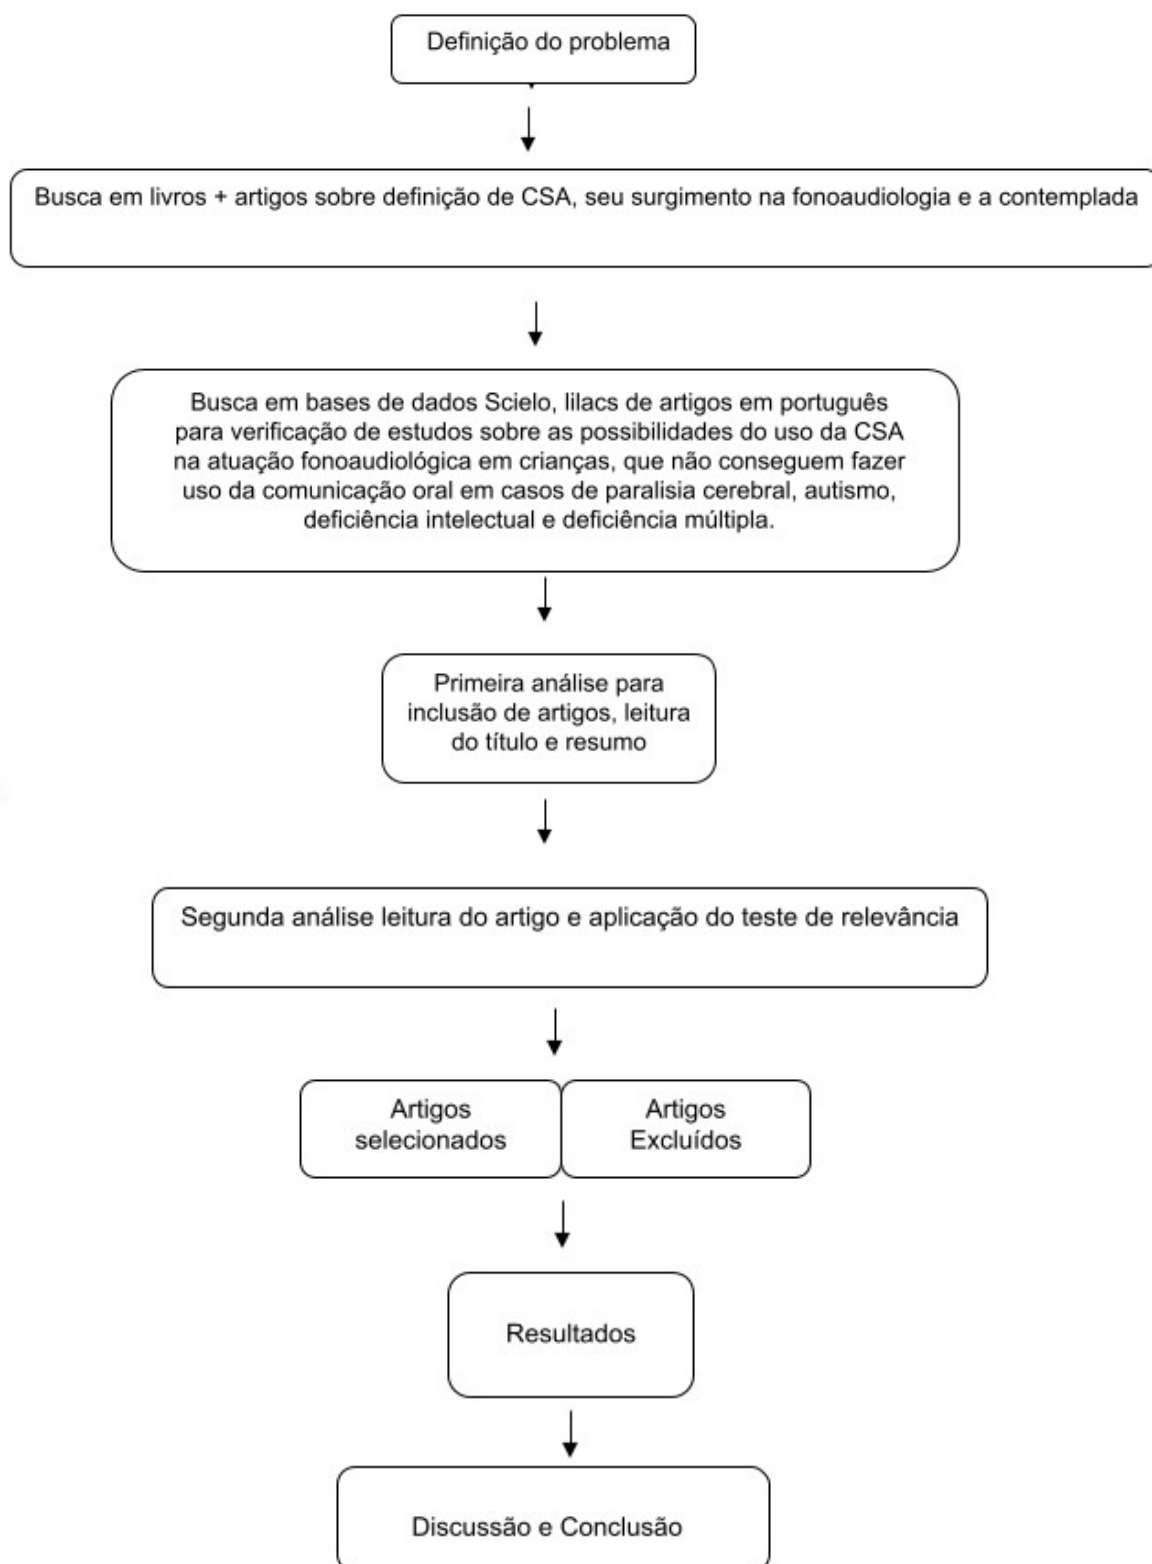 Definição do problema
Busca em livros + artigos sobre definição de CSA, seu surgimento na fonoaudiologia e a contemplada
Busca em bases de dados Scielo, lilacs de artigos em português
para verificação de estudos sobre as possibilidades do uso da CSA
na atuação fonoaudiológica em crianças, que não conseguem fazer
uso da comunicação oral em casos de paralisia cerebral, autismo,
deficiência intelectual e deficiência múltipla.
Primeira análise para
inclusão de artigos, leitura
do título e resumo
Segunda análise leitura do artigo e aplicação do teste de relevância
Artigos
selecionados
Artigos
Excluídos
Resultados
Discussão e Conclusão